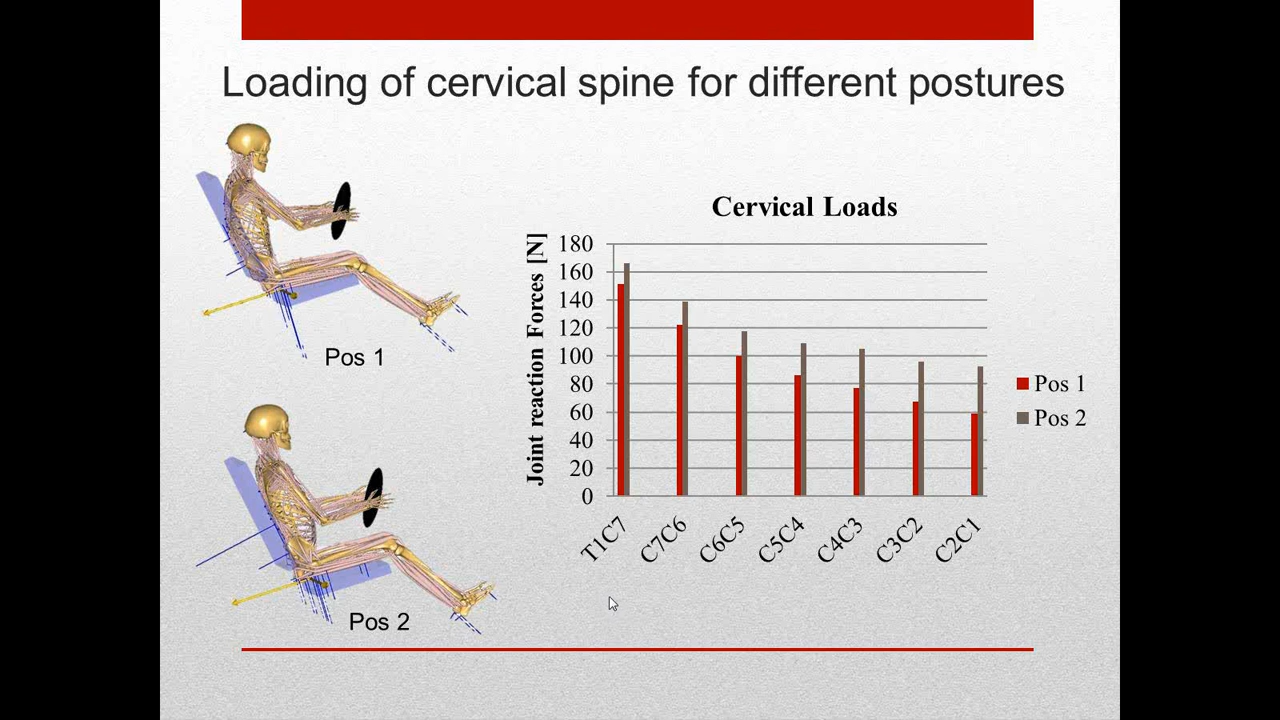 Loading of cervical spine for different postures
Pos 1
Pos 2
Cervical Loads
Joint reaction Forces [N]
180
160
140
120
100
80
60
40
20
0
T1C7
C7C6
C6C5
C5C4
C4C3
C3C2
C2C1
Pos 1
Pos 2